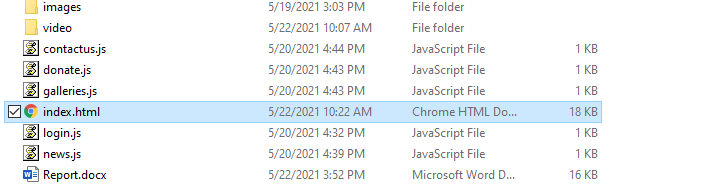 images 5/19/2021 3:03 PM File folder
video 5/22/2021 10:07 AM File folder
contactus.js 5/20/2021 4:44 PM JavaScript File 1 KB
donate.js 5/20/2021 4:43 PM JavaScript File 1 KB
galleries.js 5/20/2021 4:43 PM JavaScript File 1 KB
index.html 5/22/2021 10:22 AM Chrome HTML Do... 18 KB
login.js 5/20/2021 4:32 PM JavaScript File 1 KB
news.js 5/20/2021 4:39 PM JavaScript File 1 KB
Report.docx 5/22/2021 3:52 PM Microsoft Word D... 16 KB